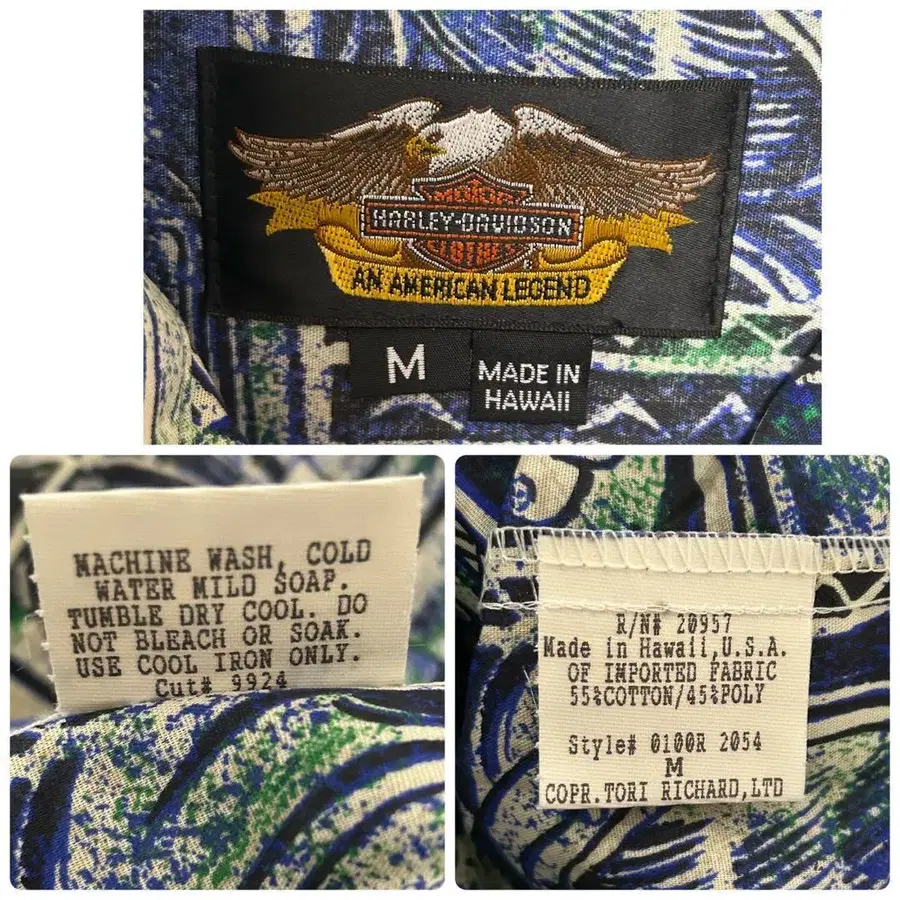 MOTOR
HARLEY-DAVIDSON
CYCLES
AN AMERICAN LEGEND
M
MADE IN
HAWAII
MACHINE WASH, COLD
WATER MILD SOAP.
TUMBLE DRY COOL. DO
NOT BLEACH OR SOAK.
USE COOL IRON ONLY.
Cut# 9924
R/N# 20957
Made in Hawaii,U.S.A.
OF IMPORTED FABRIC
55%COTTON/45%POLY
Style# 0100R 2054
M
COPR.TORI RICHARD,LTD